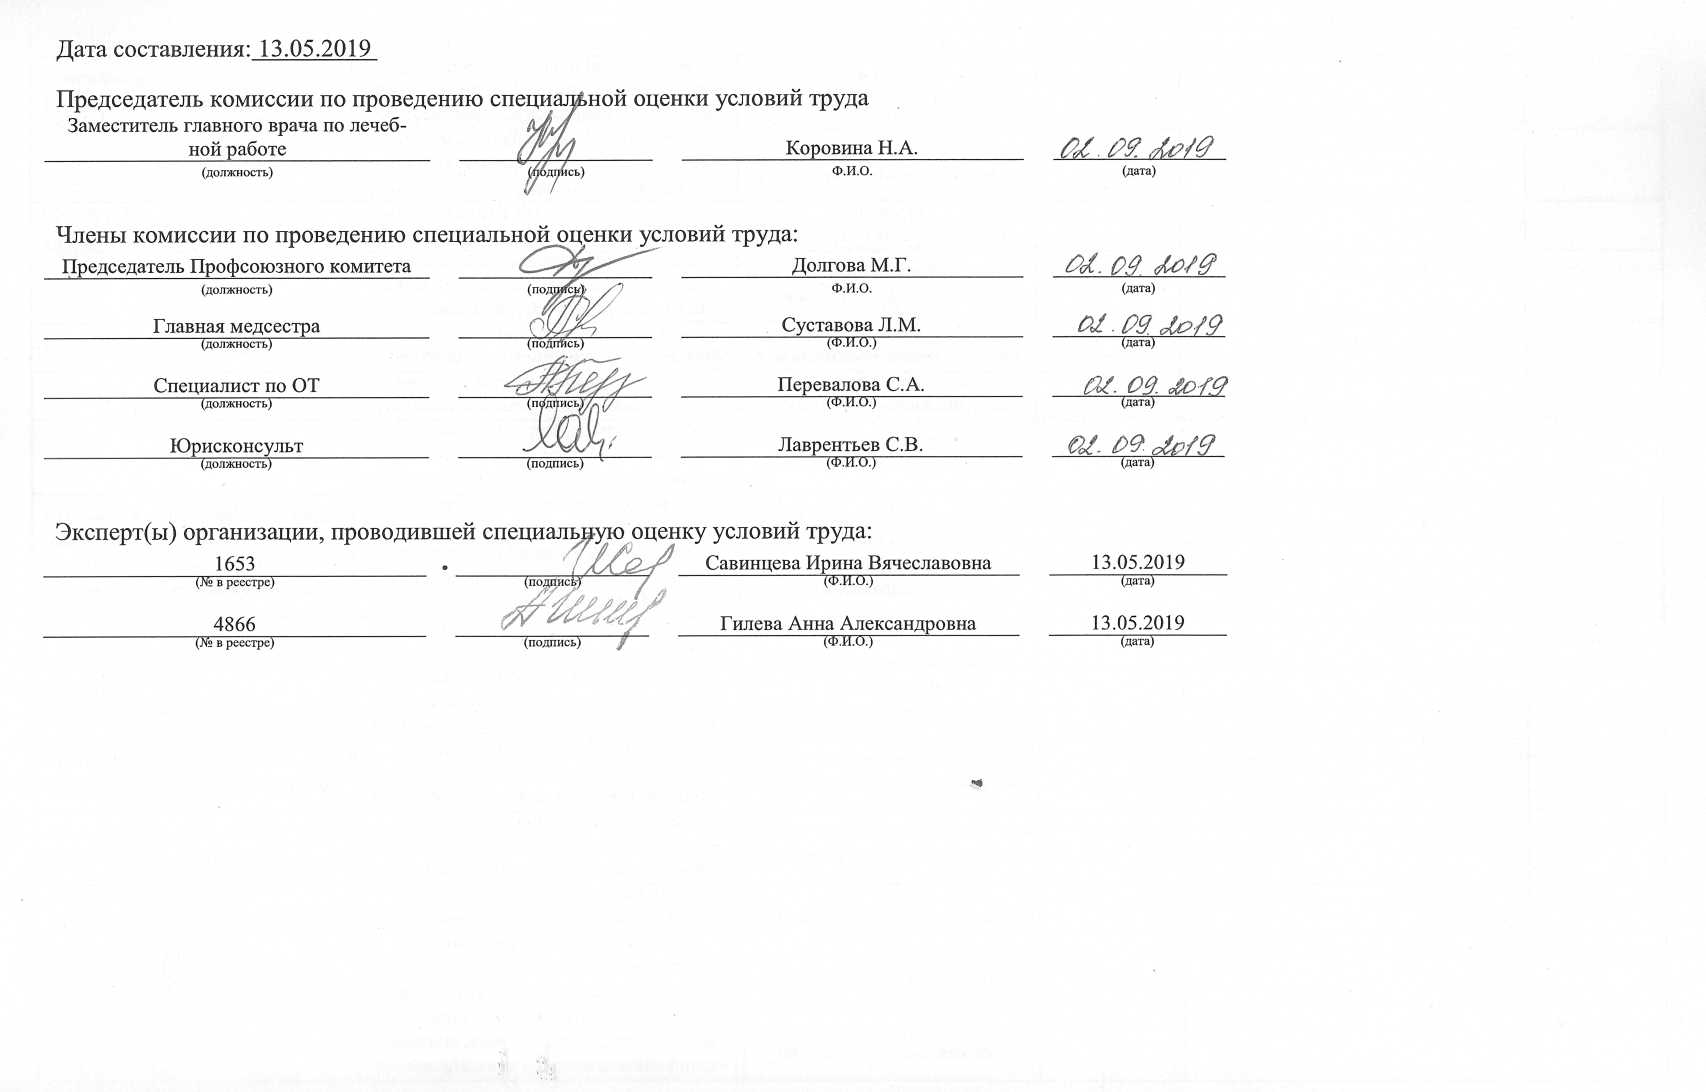 Дата составления: 13.05.2019
Председатель комиссии по проведению специальной оценки условий труда
Заместитель главного врача по лечеб-
ной работе Коровина Н.А. 02.09.2019
(должность) (подпись) Ф.И.О. (дата)
Члены комиссии по проведению специальной оценки условий труда:
Председатель Профсоюзного комитета Долгова М.Г. 02.09.2019
(должность) (подпись) Ф.И.О. (дата)
Главная медсестра Суставова Л.М. 02.09.2019
(должность) (подпись) (Ф.И.О.) (дата)
Специалист по ОТ Перевалова С.А. 02.09.2019
(должность) (подпись) (Ф.И.О.) (дата)
Юрисконсульт Лаврентьев С.В. 02.09.2019
(должность) (подпись) (Ф.И.О.) (дата)
Эксперт(ы) организации, проводившей специальную оценку условий труда:
1653 Савинцева Ирина Вячеславовна 13.05.2019
(№ в реестре) (подпись) (Ф.И.О.) (дата)
4866 Гилева Анна Александровна 13.05.2019
(№ в реестре) (подпись) (Ф.И.О.) (дата)